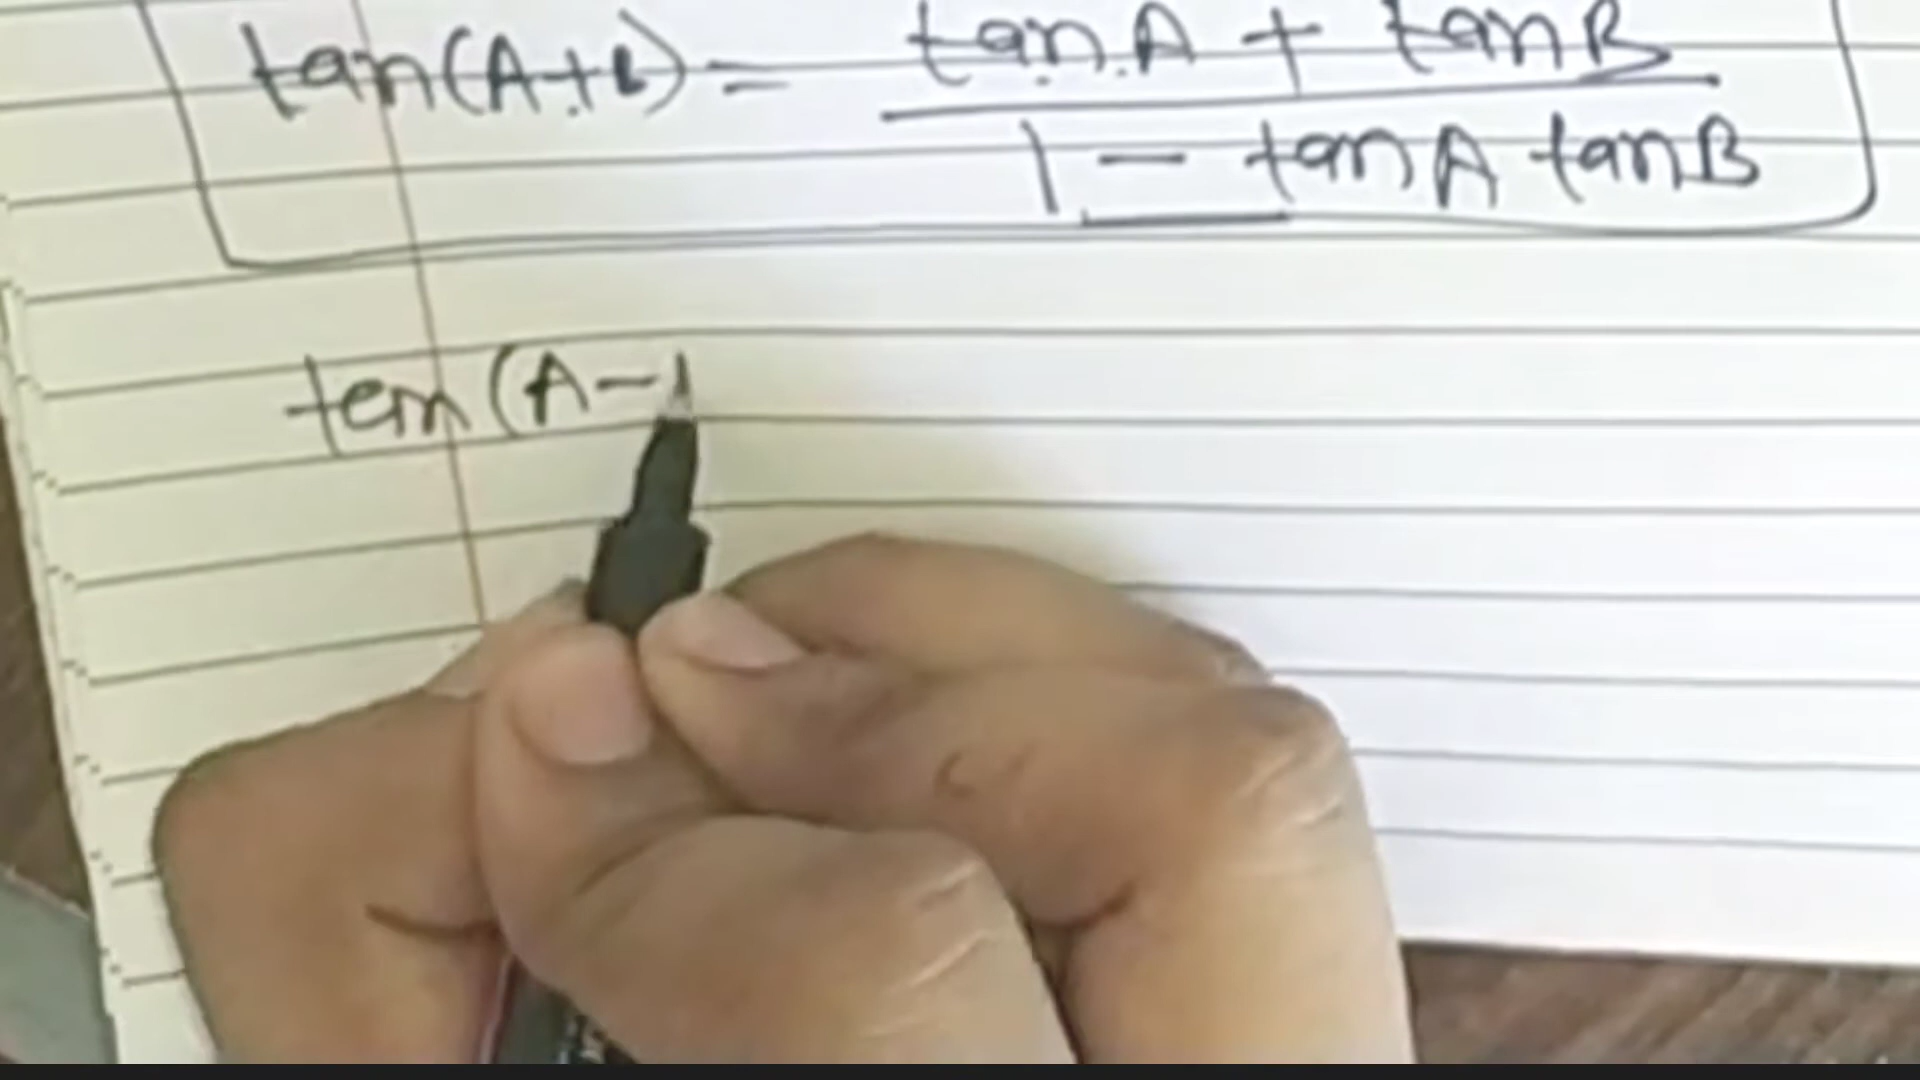 tan(A+B) = tan A + tan B
1 - tan A tan B
tan (A -